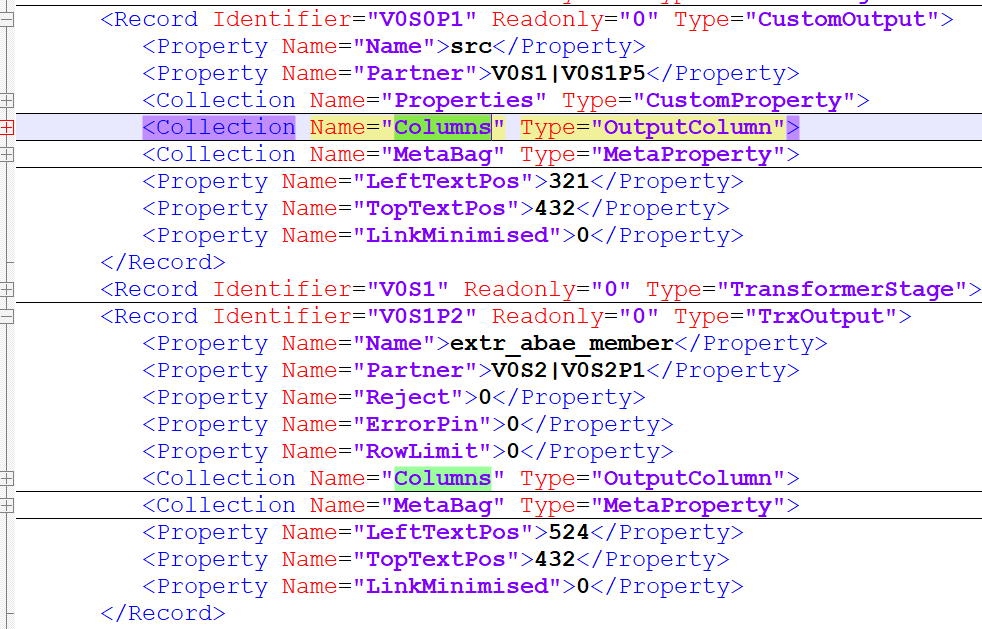 <Record Identifier="V0S0P1" Readonly="0" Type="CustomOutput">
<Property Name="Name">src</Property>
<Property Name="Partner">V0S1|V0S1P5</Property>
<Collection Name="Properties" Type="CustomProperty">
<Collection Name="Columns" Type="OutputColumn">
<Collection Name="MetaBag" Type="MetaProperty">
<Property Name="LeftTextPos">321</Property>
<Property Name="TopTextPos">432</Property>
<Property Name="LinkMinimised">0</Property>
</Record>
<Record Identifier="V0S1" Readonly="0" Type="TransformerStage">
<Record Identifier="V0S1P2" Readonly="0" Type="TrxOutput">
<Property Name="Name">extr_abae_member</Property>
<Property Name="Partner">V0S2|V0S2P1</Property>
<Property Name="Reject">0</Property>
<Property Name="ErrorPin">0</Property>
<Property Name="RowLimit">0</Property>
<Collection Name="Columns" Type="OutputColumn">
<Collection Name="MetaBag" Type="MetaProperty">
<Property Name="LeftTextPos">524</Property>
<Property Name="TopTextPos">432</Property>
<Property Name="LinkMinimised">0</Property>
</Record>